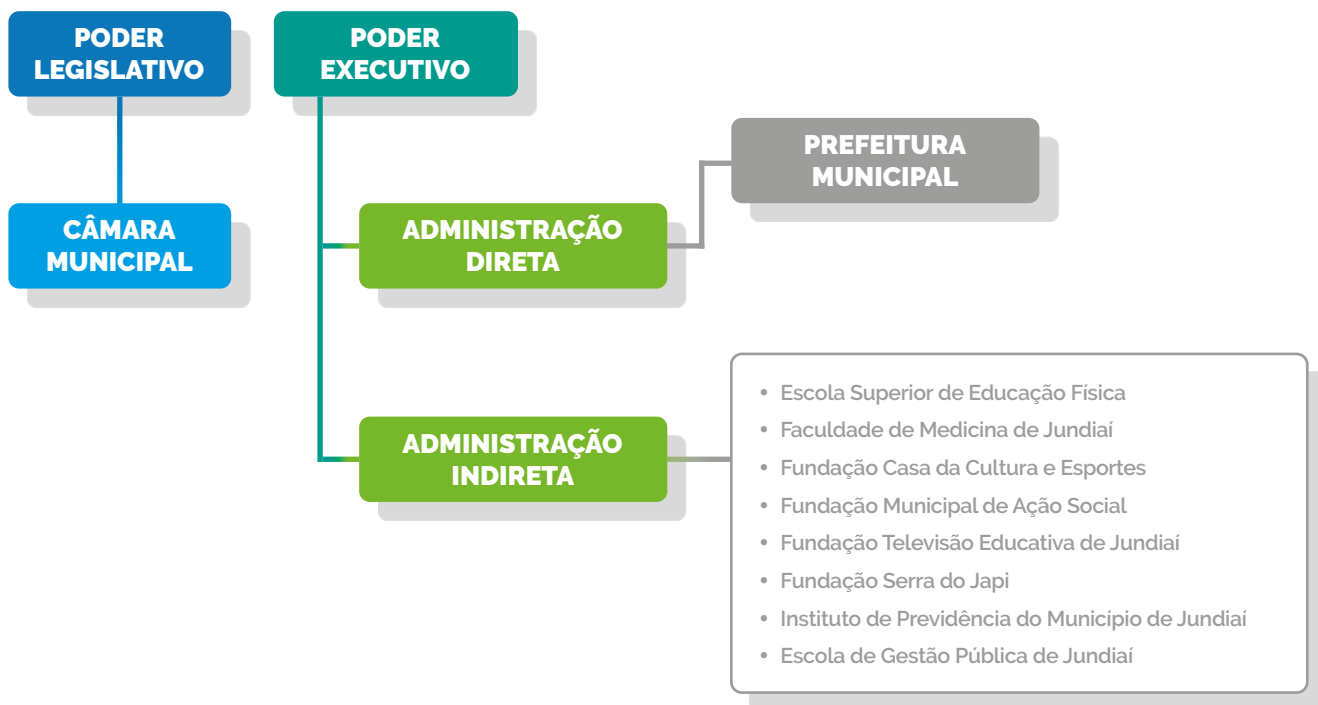 PODER
LEGISLATIVO
PODER
EXECUTIVO
PREFEITURA
MUNICIPAL
CÂMARA
MUNICIPAL
ADMINISTRAÇÃO
DIRETA
ADMINISTRAÇÃO
INDIRETA
• Escola Superior de Educação Física
• Faculdade de Medicina de Jundiaí
• Fundação Casa da Cultura e Esportes
• Fundação Municipal de Ação Social
• Fundação Televisão Educativa de Jundiaí
• Fundação Serra do Japi
• Instituto de Previdência do Município de Jundiaí
• Escola de Gestão Pública de Jundiaí